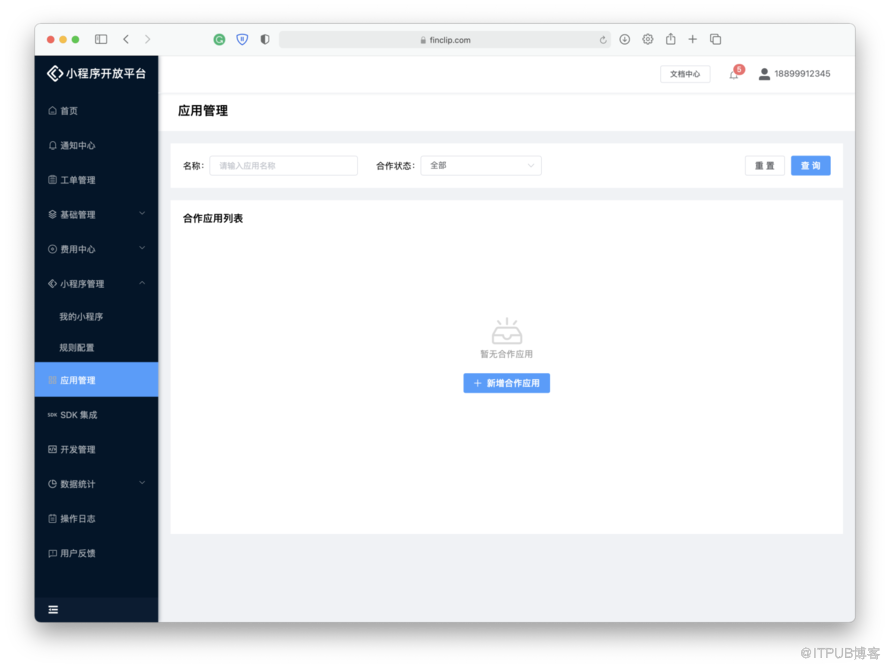 finclip.com
小程序开放平台
文档中心
5
18899912345
首页
通知中心
工单管理
基础管理
费用中心
小程序管理
我的小程序
规则配置
应用管理
SDK SDK 集成
开发管理
数据统计
操作日志
用户反馈
应用管理
名称: 请输入应用名称 合作状态: 全部 重 置 查 询
合作应用列表
暂无合作应用
+ 新增合作应用
@ITPUB博客